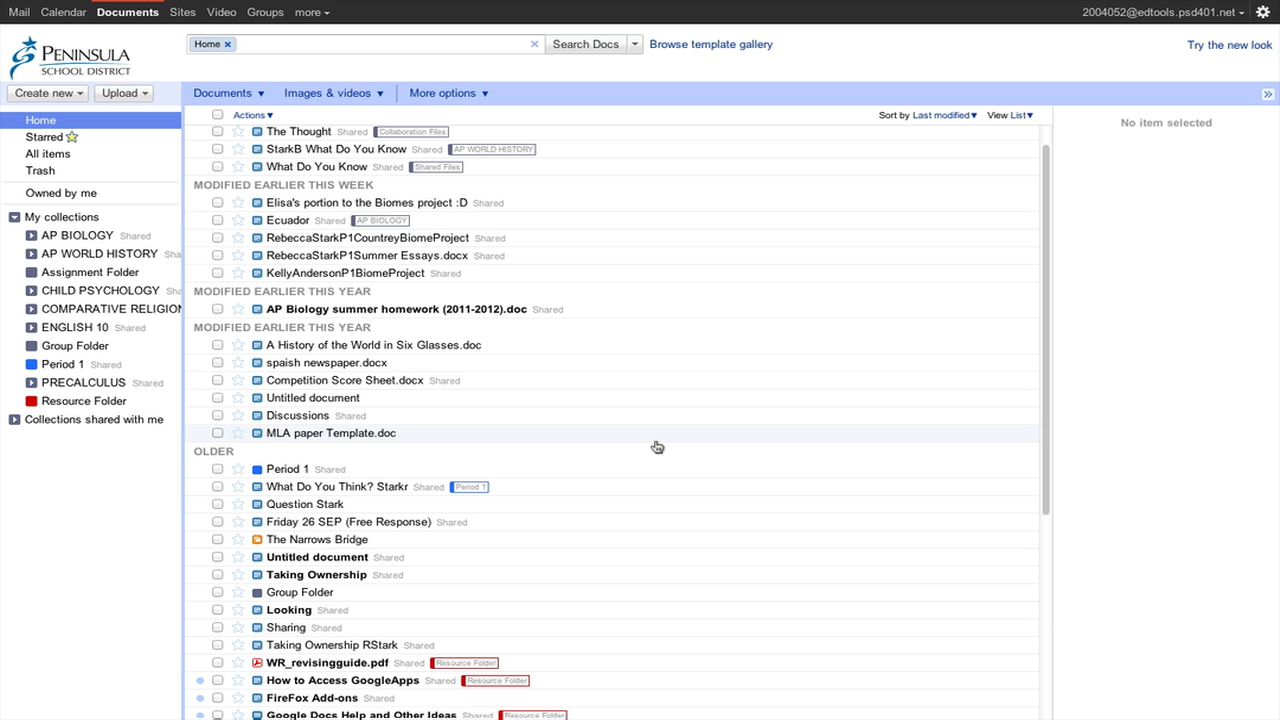 Mail Calendar Documents Sites Video Groups more 2004052@edtools.psd401.net
PENINSULA
SCHOOL DISTRICT
Home Search Docs Browse template gallery Try the new look
Create new Upload Documents Images & videos More options
Home
Starred
All items
Trash
Owned by me
My collections
AP BIOLOGY Shared
AP WORLD HISTORY Sha
Assignment Folder
CHILD PSYCHOLOGY Sha
COMPARATIVE RELIGION
ENGLISH 10 Shared
Group Folder
Period 1 Shared
PRECALCULUS Shared
Resource Folder
Collections shared with me
Actions Sort by Last modified View List
The Thought Shared Collaboration Files
StarkB What Do You Know Shared AP WORLD HISTORY
What Do You Know Shared Shared Files
MODIFIED EARLIER THIS WEEK
Elisa's portion to the Biomes project :D Shared
Ecuador Shared AP BIOLOGY
RebeccaStarkP1CountreyBiomeProject Shared
RebeccaStarkP1Summer Essays.docx Shared
KellyAndersonP1BiomeProject Shared
MODIFIED EARLIER THIS YEAR
AP Biology summer homework (2011-2012).doc Shared
MODIFIED EARLIER THIS YEAR
A History of the World in Six Glasses.doc
spaish newspaper.docx
Competition Score Sheet.docx Shared
Untitled document
Discussions Shared
MLA paper Template.doc
OLDER
Period 1 Shared
What Do You Think? Starkr Shared Period 1
Question Stark
Friday 26 SEP (Free Response) Shared
The Narrows Bridge
Untitled document Shared
Taking Ownership Shared
Group Folder
Looking Shared
Sharing Shared
Taking Ownership RStark Shared
WR_revisingguide.pdf Shared Resource Folder
How to Access GoogleApps Shared Resource Folder
FireFox Add-ons Shared
Google Docs Help and Other Ideas Shared Resource Folder
No item selected